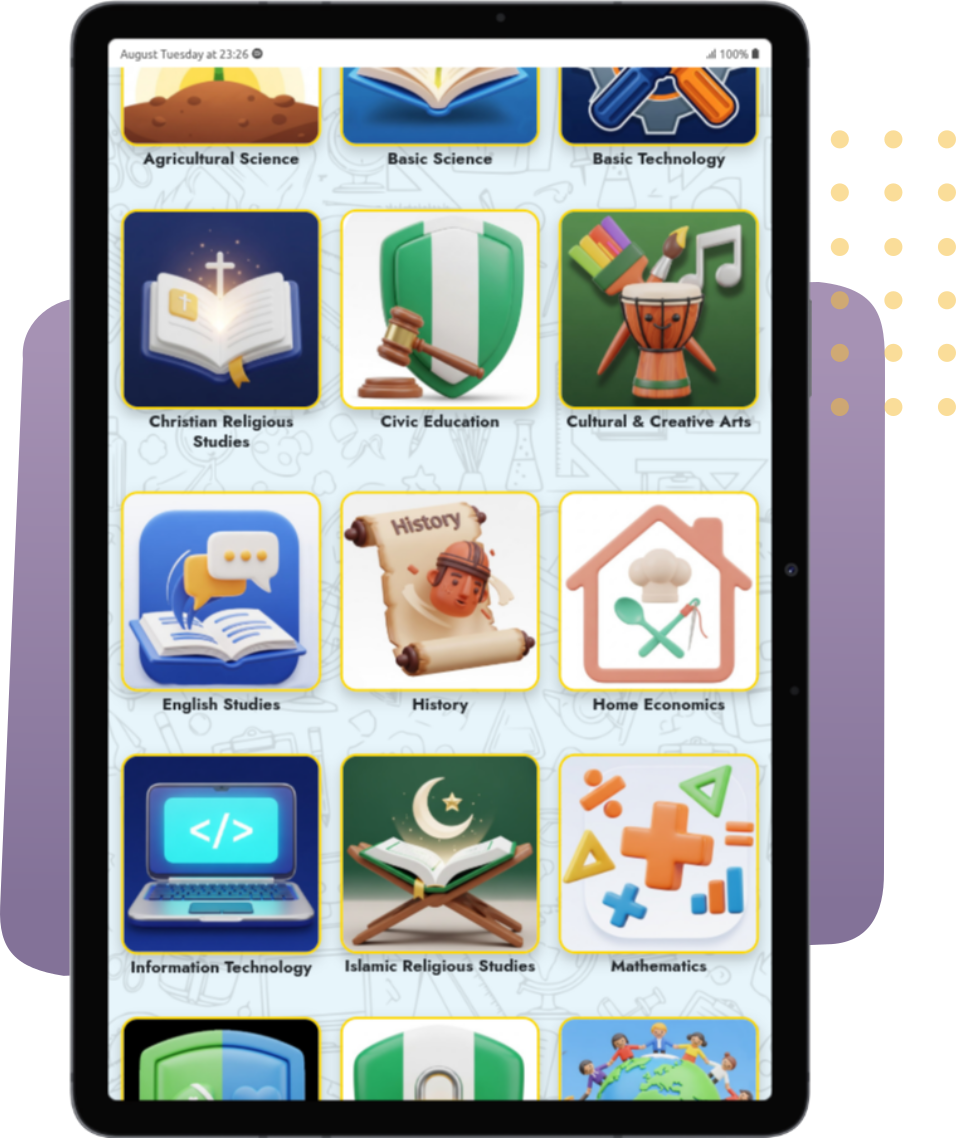 August Tuesday at 23:26
100%
Agricultural Science
Basic Science
Basic Technology
Christian Religious
Studies
Civic Education
Cultural & Creative Arts
History
English Studies
History
Home Economics
</>
Information Technology
Islamic Religious Studies
Mathematics